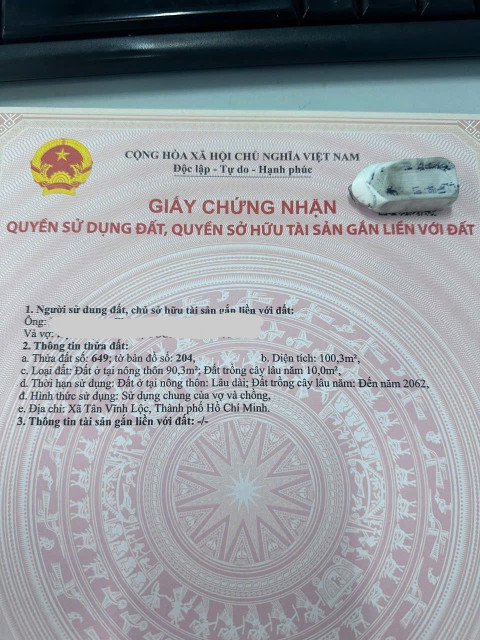 CỘNG HÒA XÃ HỘI CHỦ NGHĨA VIỆT NAM
Độc lập - Tự do - Hạnh phúc
GIẤY CHỨNG NHẬN
QUYỀN SỬ DỤNG ĐẤT, QUYỀN SỞ HỮU TÀI SẢN GẮN LIỀN VỚI ĐẤT
1. Người sử dụng đất, chủ sở hữu tài sản gắn liền với đất:
Ông:
Và vợ:
2. Thông tin thửa đất:
a. Thửa đất số: 649; tờ bản đồ số: 204, b. Diện tích: 100,3m²,
c. Loại đất: Đất ở tại nông thôn 90,3m²; Đất trồng cây lâu năm 10,0m²,
d. Thời hạn sử dụng: Đất ở tại nông thôn: Lâu dài; Đất trồng cây lâu năm: Đến năm 2062,
đ. Hình thức sử dụng: Sử dụng chung của vợ và chồng,
e. Địa chỉ: Xã Tân Vĩnh Lộc, Thành phố Hồ Chí Minh.
3. Thông tin tài sản gắn liền với đất: -/-